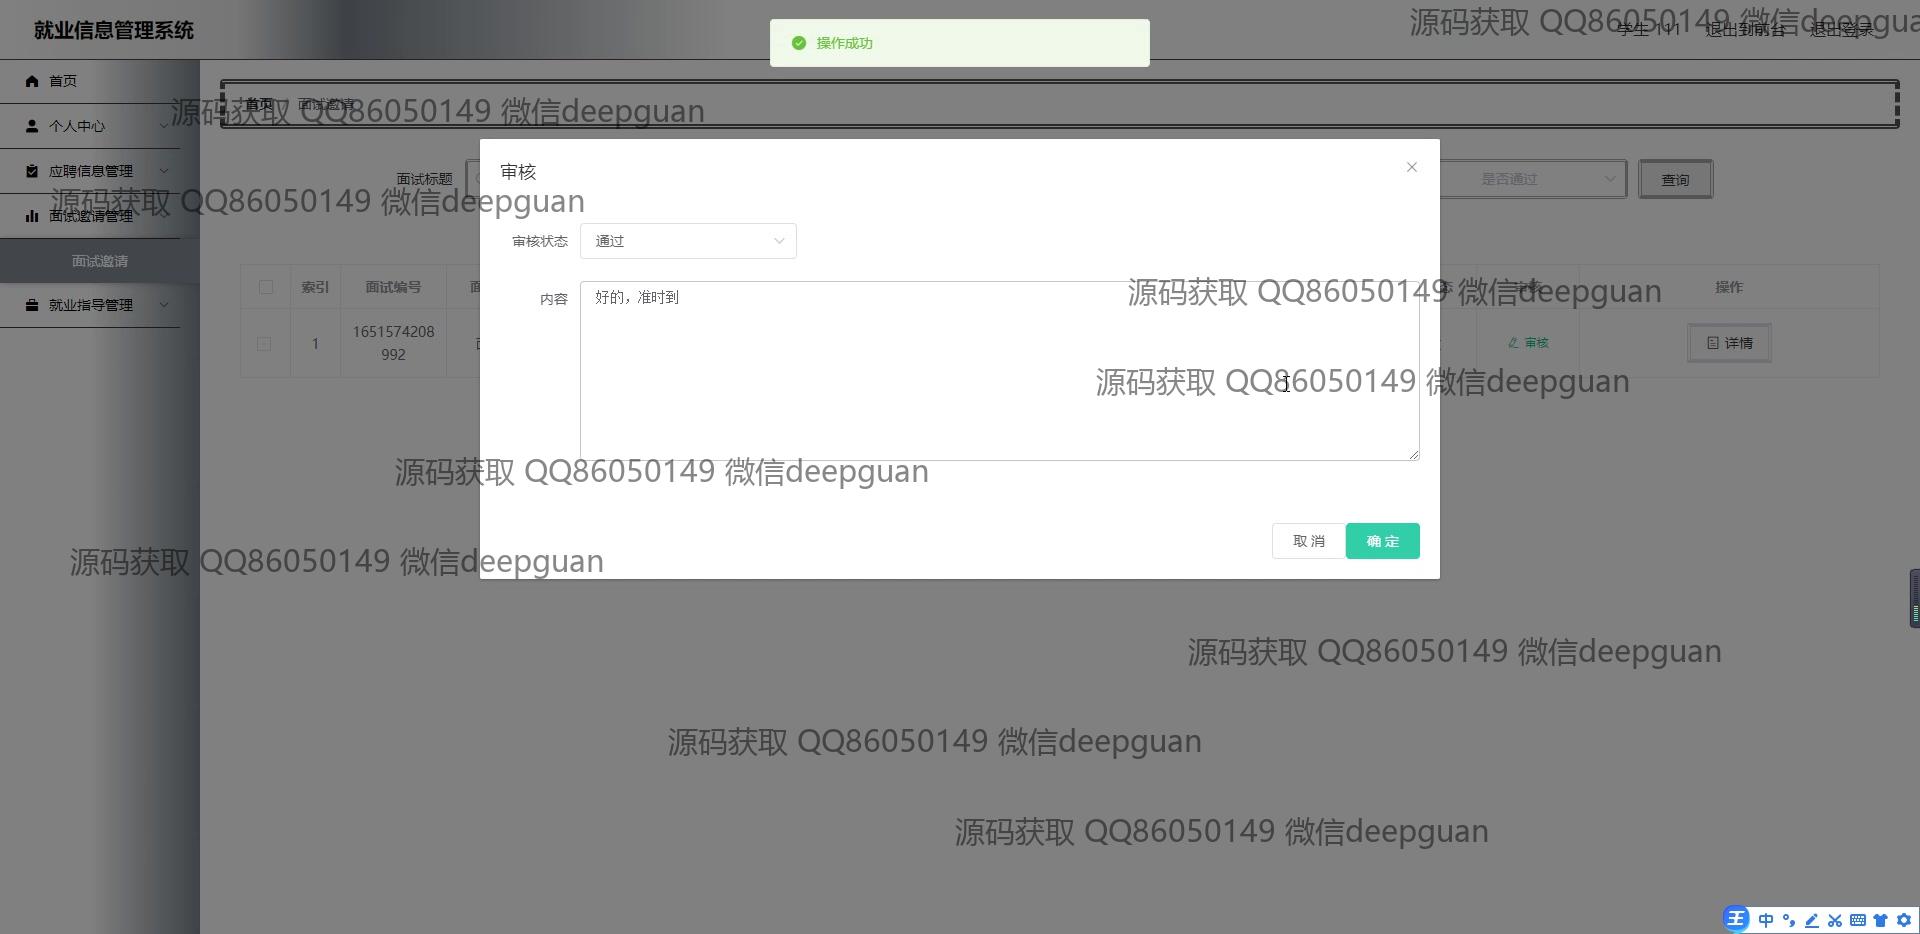 就业信息管理系统
操作成功
源码获取 QQ86050149 微信deepgua
学生 111 退出到前台 退出登录
首页
首页 面试邀请
源码获取 QQ86050149 微信deepguan
个人中心
审核
应聘信息管理
面试标题
是否通过
查询
源码获取 QQ86050149 微信deepguan
面试邀请管理
审核状态 通过
面试邀请
索引 面试编号
内容 好的，准时到
源码获取 QQ86050149 微信deepguan
操作
就业指导管理
1
1651574208
992
审核
详情
源码获取 QQ86050149 微信deepguan
源码获取 QQ86050149 微信deepguan
取消 确定
源码获取 QQ86050149 微信deepguan
源码获取 QQ86050149 微信deepguan
源码获取 QQ86050149 微信deepguan
源码获取 QQ86050149 微信deepguan
王 中